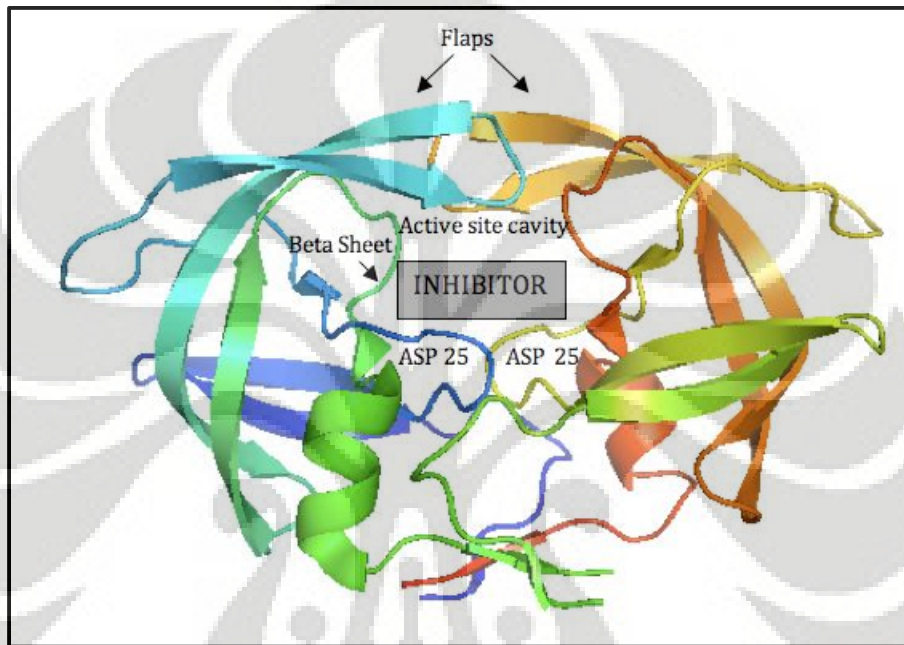 Flaps
Active site cavity
Beta Sheet
INHIBITOR
ASP 25 ASP 25